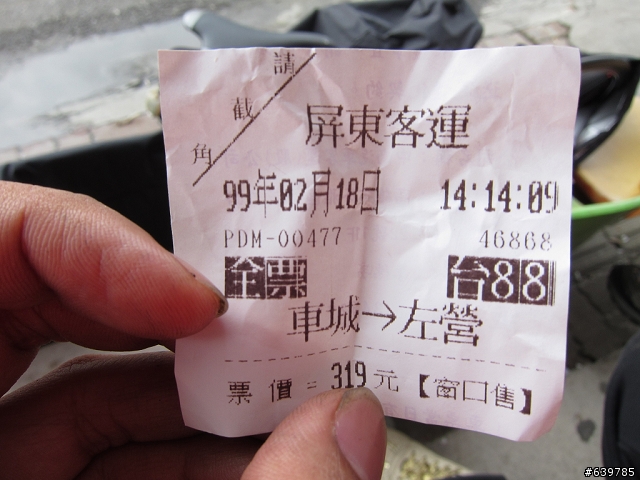 請
截
角
屏東客運
99年02月18日 14:14:09
PDM-00477 46868
全票 台88
車城→左營
票價=319元【窗口售】
#639785